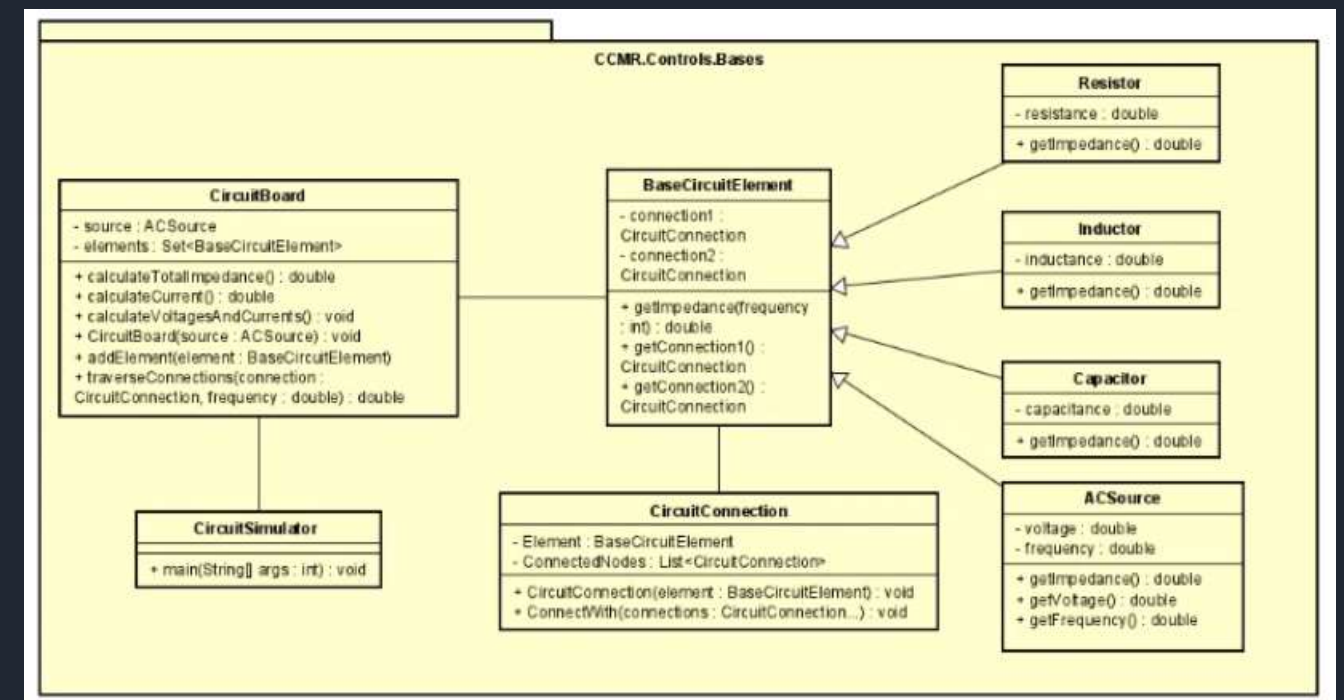 CCMR.Controls.Bases
CircuitBoard
- source : ACSource
- elements : Set<BaseCircuitElement>
+ calculateTotalImpedance() : double
+ calculateCurrent() : double
+ calculateVoltagesAndCurrents() : void
+ CircuitBoard(source : ACSource) : void
+ addElement(element : BaseCircuitElement)
+ traverseConnections(connection :
CircuitConnection, frequency : double) : double
CircuitSimulator
+ main(String[] args : int) : void
BaseCircuitElement
- connection1 :
CircuitConnection
- connection2 :
CircuitConnection
+ getImpedance(frequency
: int) : double
+ getConnection1() :
CircuitConnection
+ getConnection2() :
CircuitConnection
CircuitConnection
- Element : BaseCircuitElement
- ConnectedNodes : List<CircuitConnection>
+ CircuitConnection(element : BaseCircuitElement) : void
+ ConnectWith(connections : CircuitConnection...) : void
Resistor
- resistance : double
+ getImpedance() : double
Inductor
- inductance : double
+ getImpedance() : double
Capacitor
- capacitance : double
+ getImpedance() : double
ACSource
- voltage : double
- frequency : double
+ getImpedance() : double
+ getVoltage() : double
+ getFrequency() : double